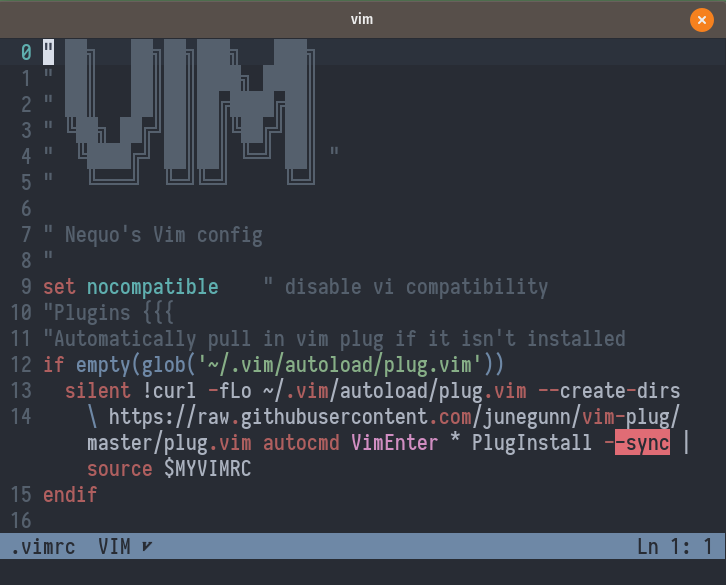 vim
0 " ██╗   ██╗██╗███╗   ███╗
1 " ██║   ██║██║████╗ ████║
2 " ██║   ██║██║██╔████╔██║
3 " ╚██╗ ██╔╝██║██║╚██╔╝██║
4 "  ╚████╔╝ ██║██║ ╚═╝ ██║ "
5 "   ╚═══╝  ╚═╝╚═╝     ╚═╝
6
7 " Nequo's Vim config
8 "
9 set nocompatible    " disable vi compatibility
10 "Plugins {{{
11 "Automatically pull in vim plug if it isn't installed
12 if empty(glob('~/.vim/autoload/plug.vim'))
13   silent !curl -fLo ~/.vim/autoload/plug.vim --create-dirs
14     \ https://raw.githubusercontent.com/junegunn/vim-plug/
master/plug.vim autocmd VimEnter * PlugInstall --sync |
source $MYVIMRC
15 endif
16
.vimrc  VIM     Ln 1: 1